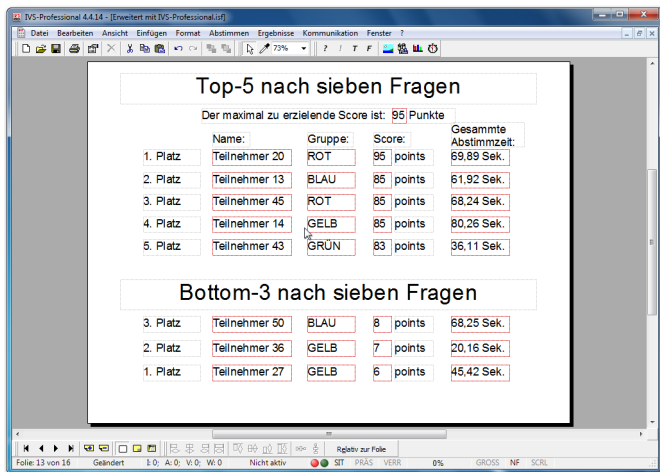 IVS-Professional 4.4.14 - [Erweitert mit IVS-Professional.isf]
Datei Bearbeiten Ansicht Einfügen Format Abstimmen Ergebnisse Kommunikation Fenster ?
73% ? I T F
Top-5 nach sieben Fragen
Der maximal zu erzielende Score ist: 95 Punkte
Name: Gruppe: Score: Gesammte Abstimmzeit:
1. Platz Teilnehmer 20 ROT 95 points 69,89 Sek.
2. Platz Teilnehmer 13 BLAU 85 points 61,92 Sek.
3. Platz Teilnehmer 45 ROT 85 points 68,24 Sek.
4. Platz Teilnehmer 14 GELB 85 points 80,26 Sek.
5. Platz Teilnehmer 43 GRÜN 83 points 36,11 Sek.
Bottom-3 nach sieben Fragen
3. Platz Teilnehmer 50 BLAU 8 points 68,25 Sek.
2. Platz Teilnehmer 36 GELB 7 points 20,16 Sek.
1. Platz Teilnehmer 27 GELB 6 points 45,42 Sek.
Relativ zur Folie
Folie: 13 von 16 Geändert I: 0; A: 0; V: 0; W: 0 Nicht aktiv SIT PRÄS VERR 0% GROSS NF SCRL